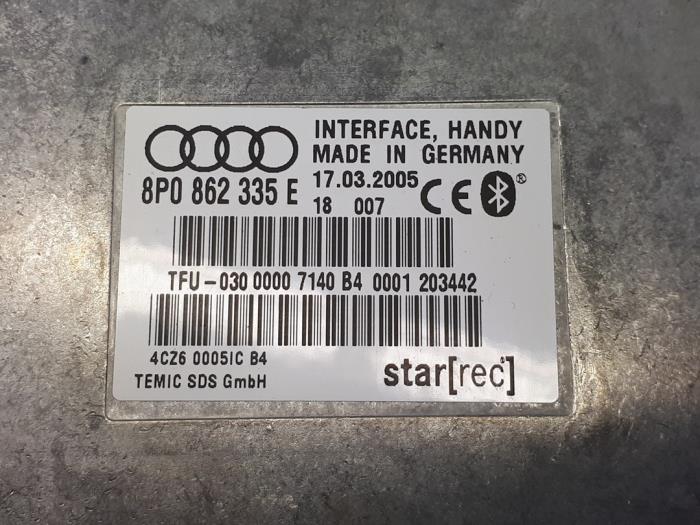 INTERFACE, HANDY
MADE IN GERMANY
8P0 862 335 E
17.03.2005
18 007
CE
®
TFU-030 0000 7140 B4 0001 203442
4CZ6 0005IC B4
TEMIC SDS GmbH
star[rec]